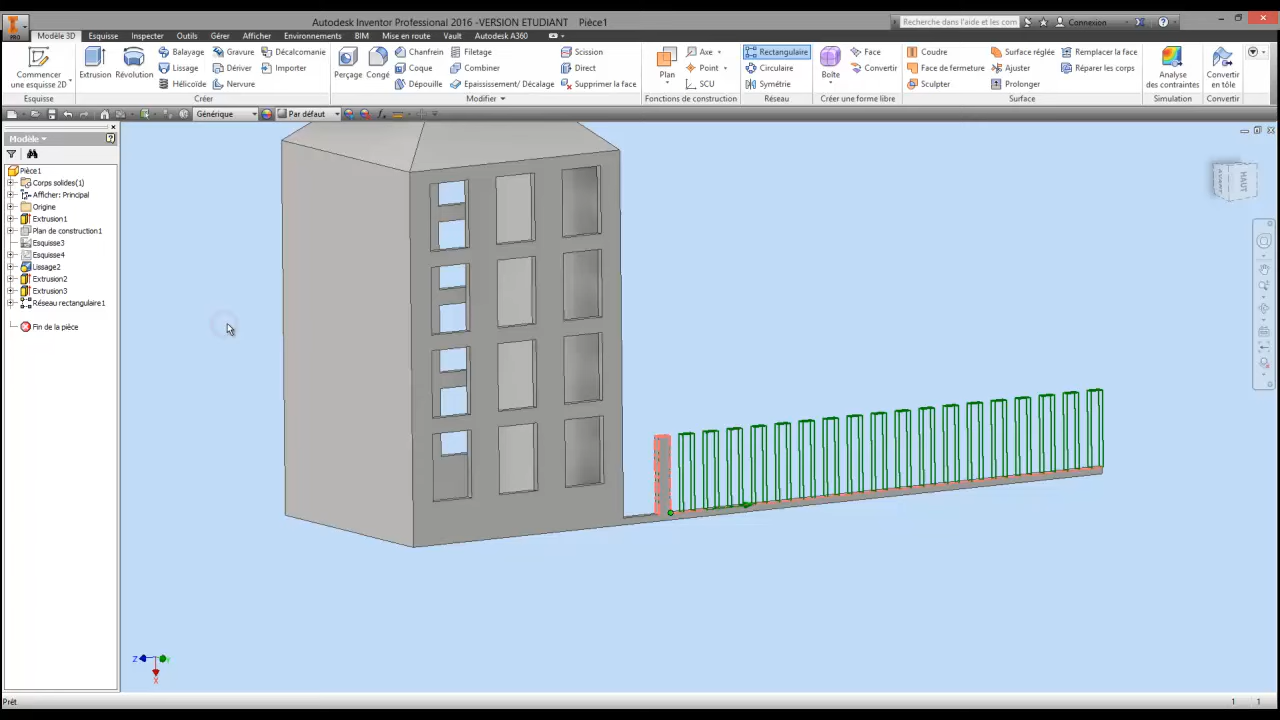 Autodesk Inventor Professional 2016 -VERSION ETUDIANT Pièce1
Recherche dans l'aide et les com
Connexion
PRO
Modèle 3D Esquisse Inspecter Outils Gérer Afficher Environnements BIM Mise en route Vault Autodesk A360
Commencer
une esquisse 2D
Esquisse
Extrusion
Révolution
Balayage
Lissage
Hélicoïde
Gravure
Dériver
Nervure
Décalcomanie
Importer
Créer
Perçage
Congé
Chanfrein
Coque
Dépouille
Filetage
Combiner
Epaississement/ Décalage
Scission
Direct
Supprimer la face
Modifier
Plan
Axe
Point
SCU
Fonctions de construction
Rectangulaire
Circulaire
Symétrie
Réseau
Boîte
Face
Convertir
Créer une forme libre
Coudre
Face de fermeture
Sculpter
Surface réglée
Ajuster
Prolonger
Remplacer la face
Réparer les corps
Surface
Analyse
des contraintes
Simulation
Convertir
en tôle
Convertir
Générique
Par défaut
Modèle
Pièce1
Corps solides(1)
Afficher: Principal
Origine
Extrusion1
Plan de construction1
Esquisse3
Esquisse4
Lissage2
Extrusion2
Extrusion3
Réseau rectangulaire1
Fin de la pièce
HAUT
Z
X
Prêt
1 1